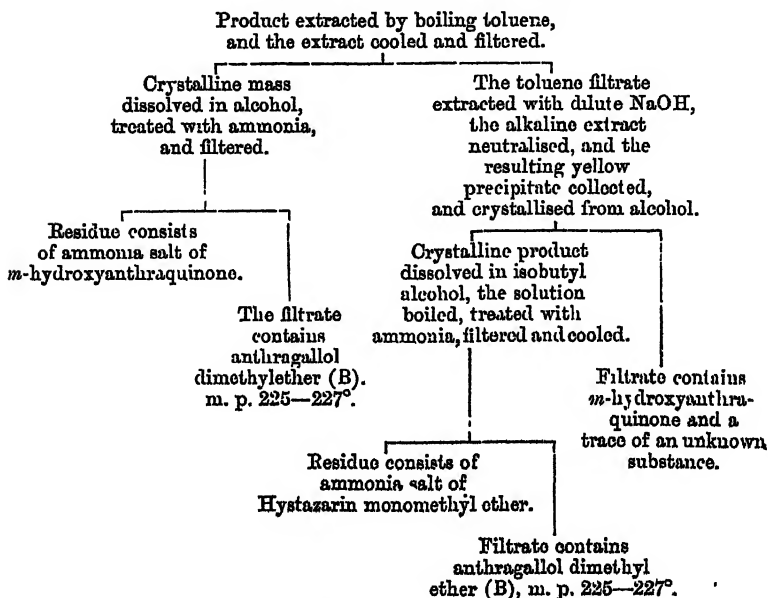 Product extracted by boiling toluene,
and the extract cooled and filtered.
Crystalline mass
dissolved in alcohol,
treated with ammonia,
and filtered.
The toluene filtrate
extracted with dilute NaOH,
the alkaline extract
neutralised, and the
resulting yellow
precipitate collected,
and crystallised from alcohol.
Residue consists
of ammonia salt of
m-hydroxyanthraquinone.
The filtrate
contains
anthragallol
dimethylether (B).
m. p. 225—227°.
Crystalline product
dissolved in isobutyl
alcohol, the solution
boiled, treated with
ammonia, filtered and cooled.
Filtrate contains
m-hydroxyanthra-
quinone and a
trace of an unknown
substance.
Residue consists of
ammonia salt of
Hystazarin monomethyl ether.
Filtrate contains
anthragallol dimethyl
ether (B), m. p. 225—227°.